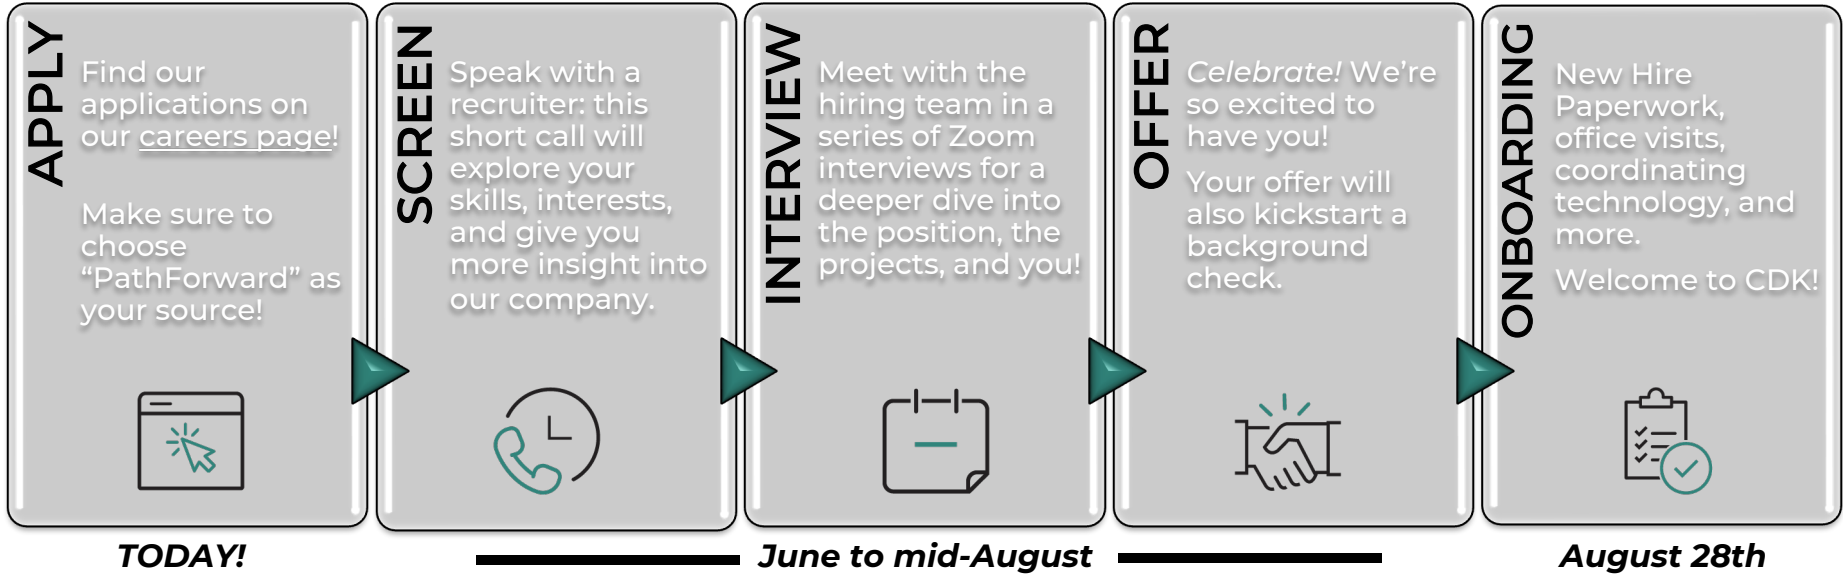 APPLY
Find our
applications on
our careers page!
Make sure to
choose
“PathForward” as
your source!
SCREEN
Speak with a
recruiter: this
short call will
explore your
skills, interests,
and give you
more insight into
our company.
INTERVIEW
Meet with the
hiring team in a
series of Zoom
interviews for a
deeper dive into
the position, the
projects, and you!
OFFER
Celebrate! We’re
so excited to
have you!
Your offer will
also kickstart a
background
check.
ONBOARDING
New Hire
Paperwork,
office visits,
coordinating
technology, and
more.
Welcome to CDK!
TODAY!
June to mid-August
August 28th